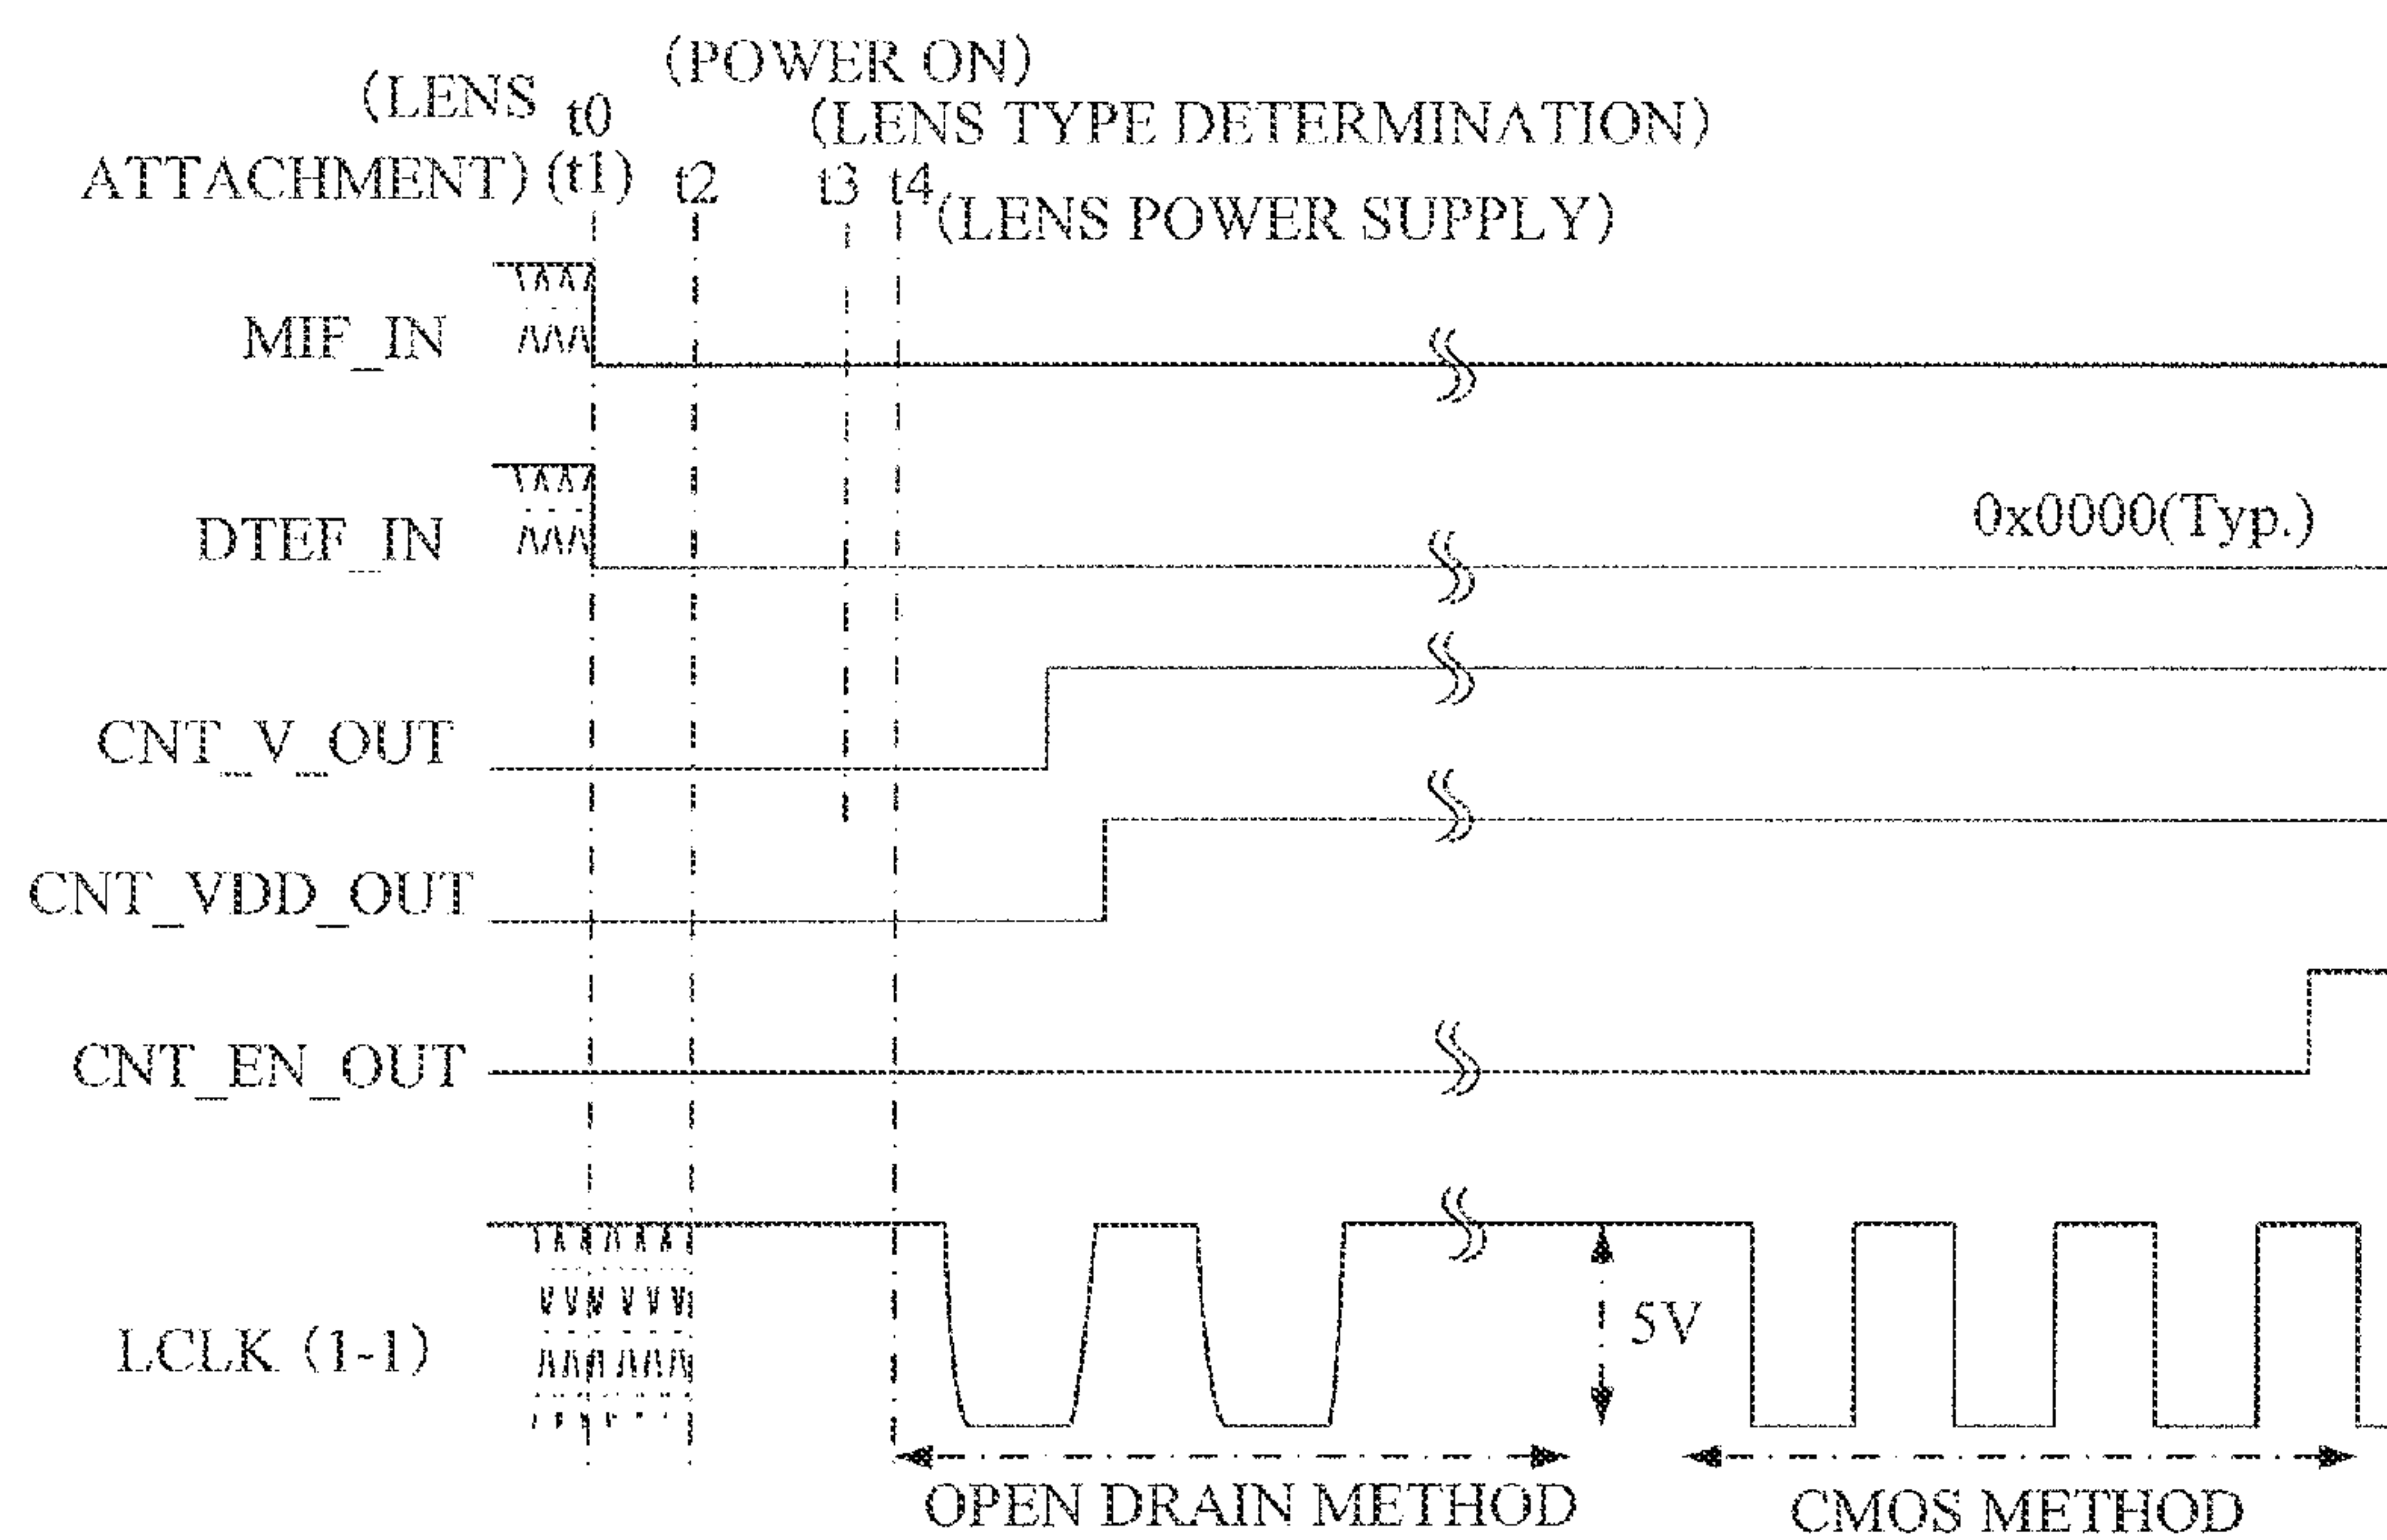 (POWER ON)
(LENS t0
(LENS TYPE DETERMINATION)
ATTACHMENT) (t1) t2 t3 t4
(LENS POWER SUPPLY)
MIF_IN
DTEF_IN
0x0000(Typ.)
CNT_V_OUT
CNT_VDD_OUT
CNT_EN_OUT
LCLK (1-1)
5V
OPEN DRAIN METHOD
CMOS METHOD